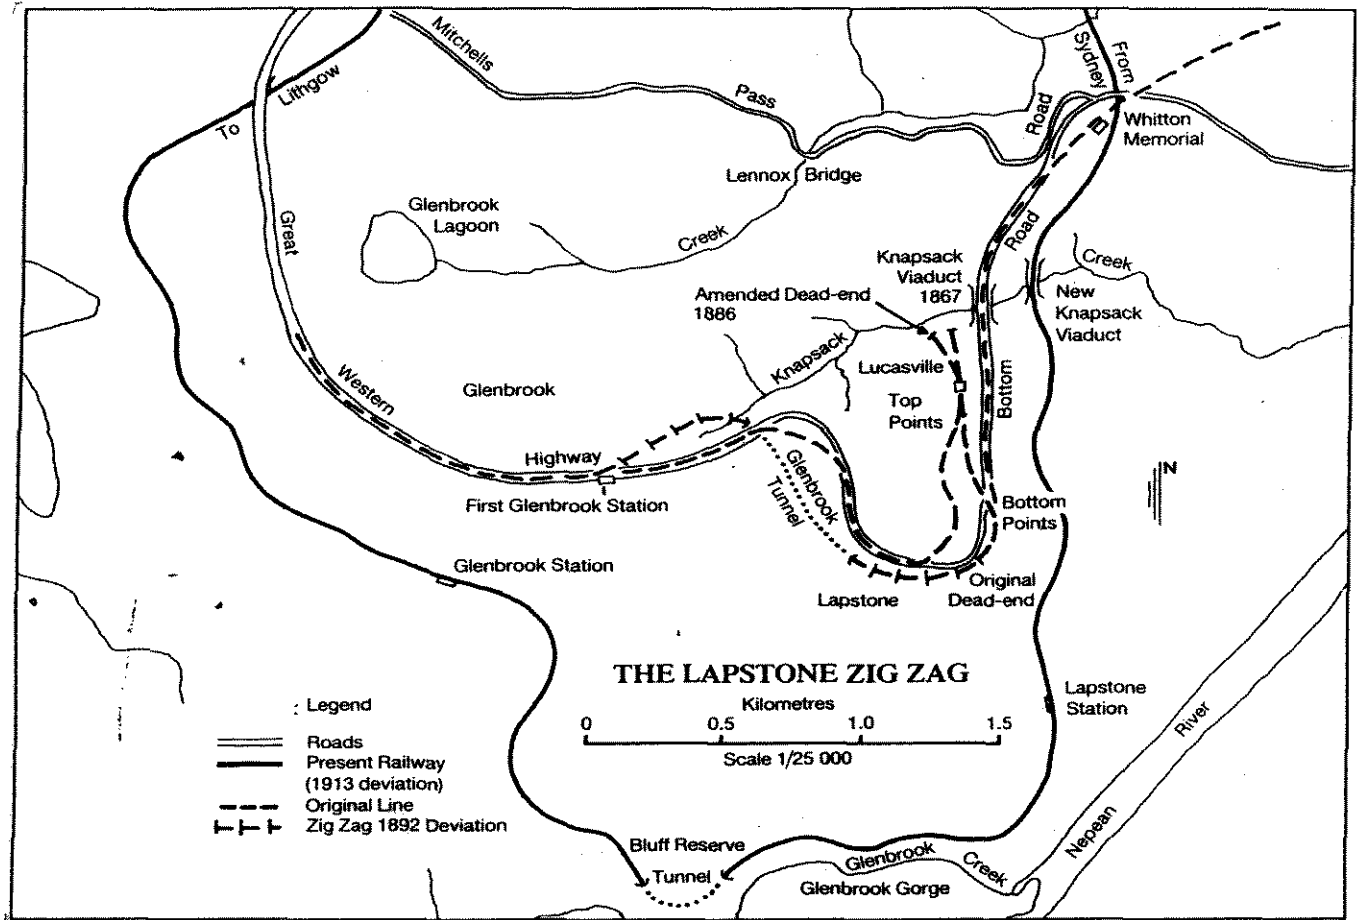 Mitchells
Pass
Road
From
Sydney
To
Lithgow
Whitton
Memorial
Lennox Bridge
Great
Glenbrook
Lagoon
Creek
Road
Knapsack
Viaduct
1867
Creek
New
Knapsack
Viaduct
Amended Dead-end
1886
Knapsack
Lucasville
Top
Points
Bottom
Western
Glenbrook
Highway
First Glenbrook Station
Glenbrook
Tunnel
Bottom
Points
N
Glenbrook Station
Lapstone
Original
Dead-end
THE LAPSTONE ZIG ZAG
Kilometres
0 0.5 1.0 1.5
Scale 1/25 000
Lapstone
Station
River
Nepean
Legend
Roads
Present Railway
(1913 deviation)
Original Line
Zig Zag 1892 Deviation
Bluff Reserve
Tunnel
Glenbrook
Creek
Glenbrook Gorge